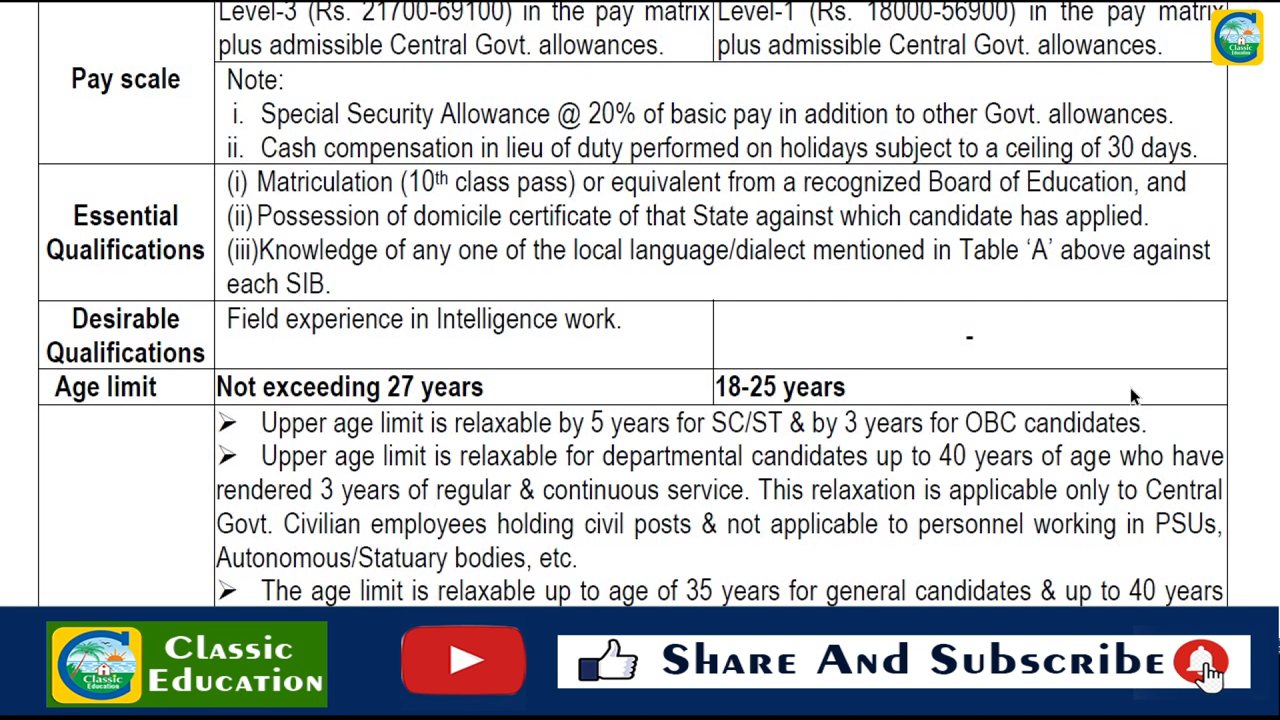 Level-3 (Rs. 21700-69100) in the pay matrix
plus admissible Central Govt. allowances.
Level-1 (Rs. 18000-56900) in the pay matrix
plus admissible Central Govt. allowances.
Pay scale
Note:
i. Special Security Allowance @ 20% of basic pay in addition to other Govt. allowances.
ii. Cash compensation in lieu of duty performed on holidays subject to a ceiling of 30 days.
Essential
Qualifications
(i) Matriculation (10th class pass) or equivalent from a recognized Board of Education, and
(ii) Possession of domicile certificate of that State against which candidate has applied.
(iii)Knowledge of any one of the local language/dialect mentioned in Table ‘A’ above against
each SIB.
Desirable
Qualifications
Field experience in Intelligence work.
-
Age limit
Not exceeding 27 years
18-25 years
➢ Upper age limit is relaxable by 5 years for SC/ST & by 3 years for OBC candidates.
➢ Upper age limit is relaxable for departmental candidates up to 40 years of age who have
rendered 3 years of regular & continuous service. This relaxation is applicable only to Central
Govt. Civilian employees holding civil posts & not applicable to personnel working in PSUs,
Autonomous/Statuary bodies, etc.
➢ The age limit is relaxable up to age of 35 years for general candidates & up to 40 years
Classic
Education
Classic
Education
Classic
Education
Share And Subscribe